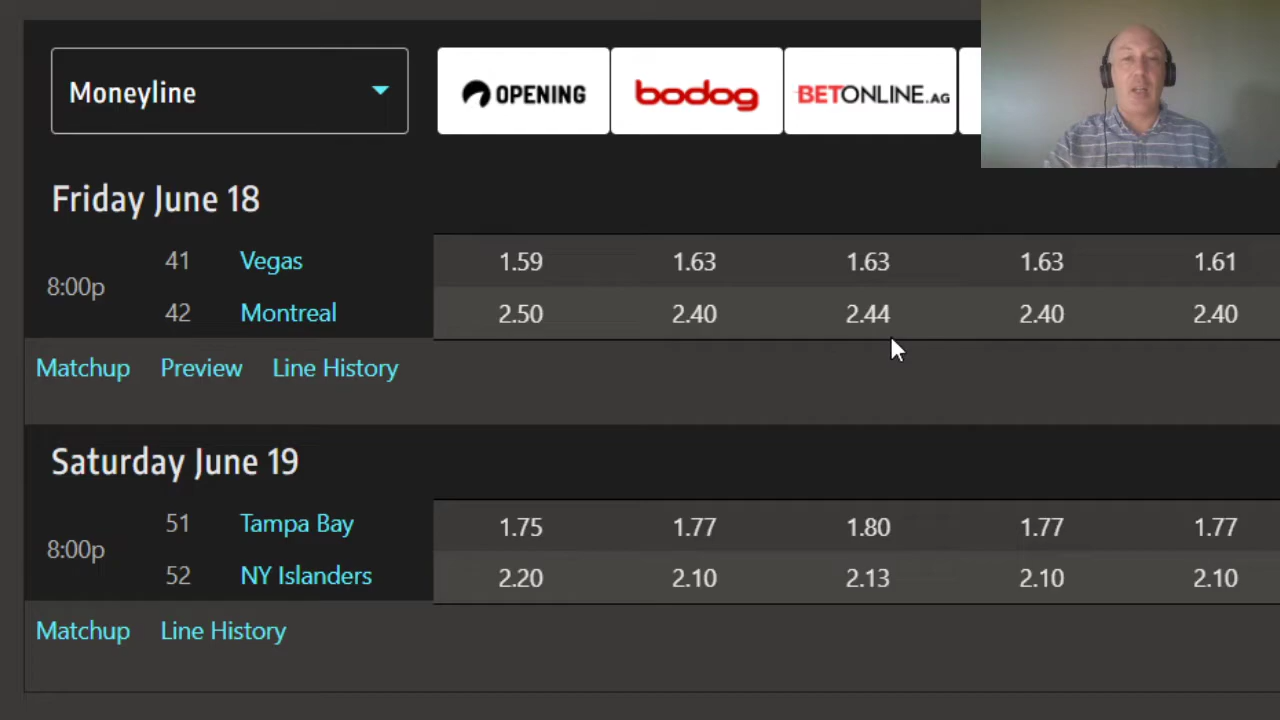 Moneyline OPENING bodog BETONLINE.AG
Friday June 18
8:00p
41 Vegas 1.59 1.63 1.63 1.63 1.61
42 Montreal 2.50 2.40 2.44 2.40 2.40
Matchup Preview Line History
Saturday June 19
8:00p
51 Tampa Bay 1.75 1.77 1.80 1.77 1.77
52 NY Islanders 2.20 2.10 2.13 2.10 2.10
Matchup Line History